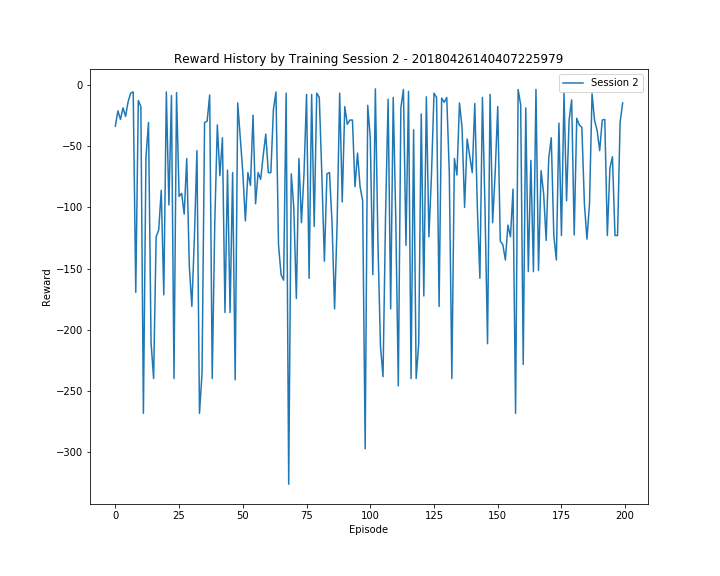 Reward History by Training Session 2 - 20180426140407225979
Session 2
0
−50
−100
−150
−200
−250
−300
Reward
0 25 50 75 100 125 150 175 200
Episode